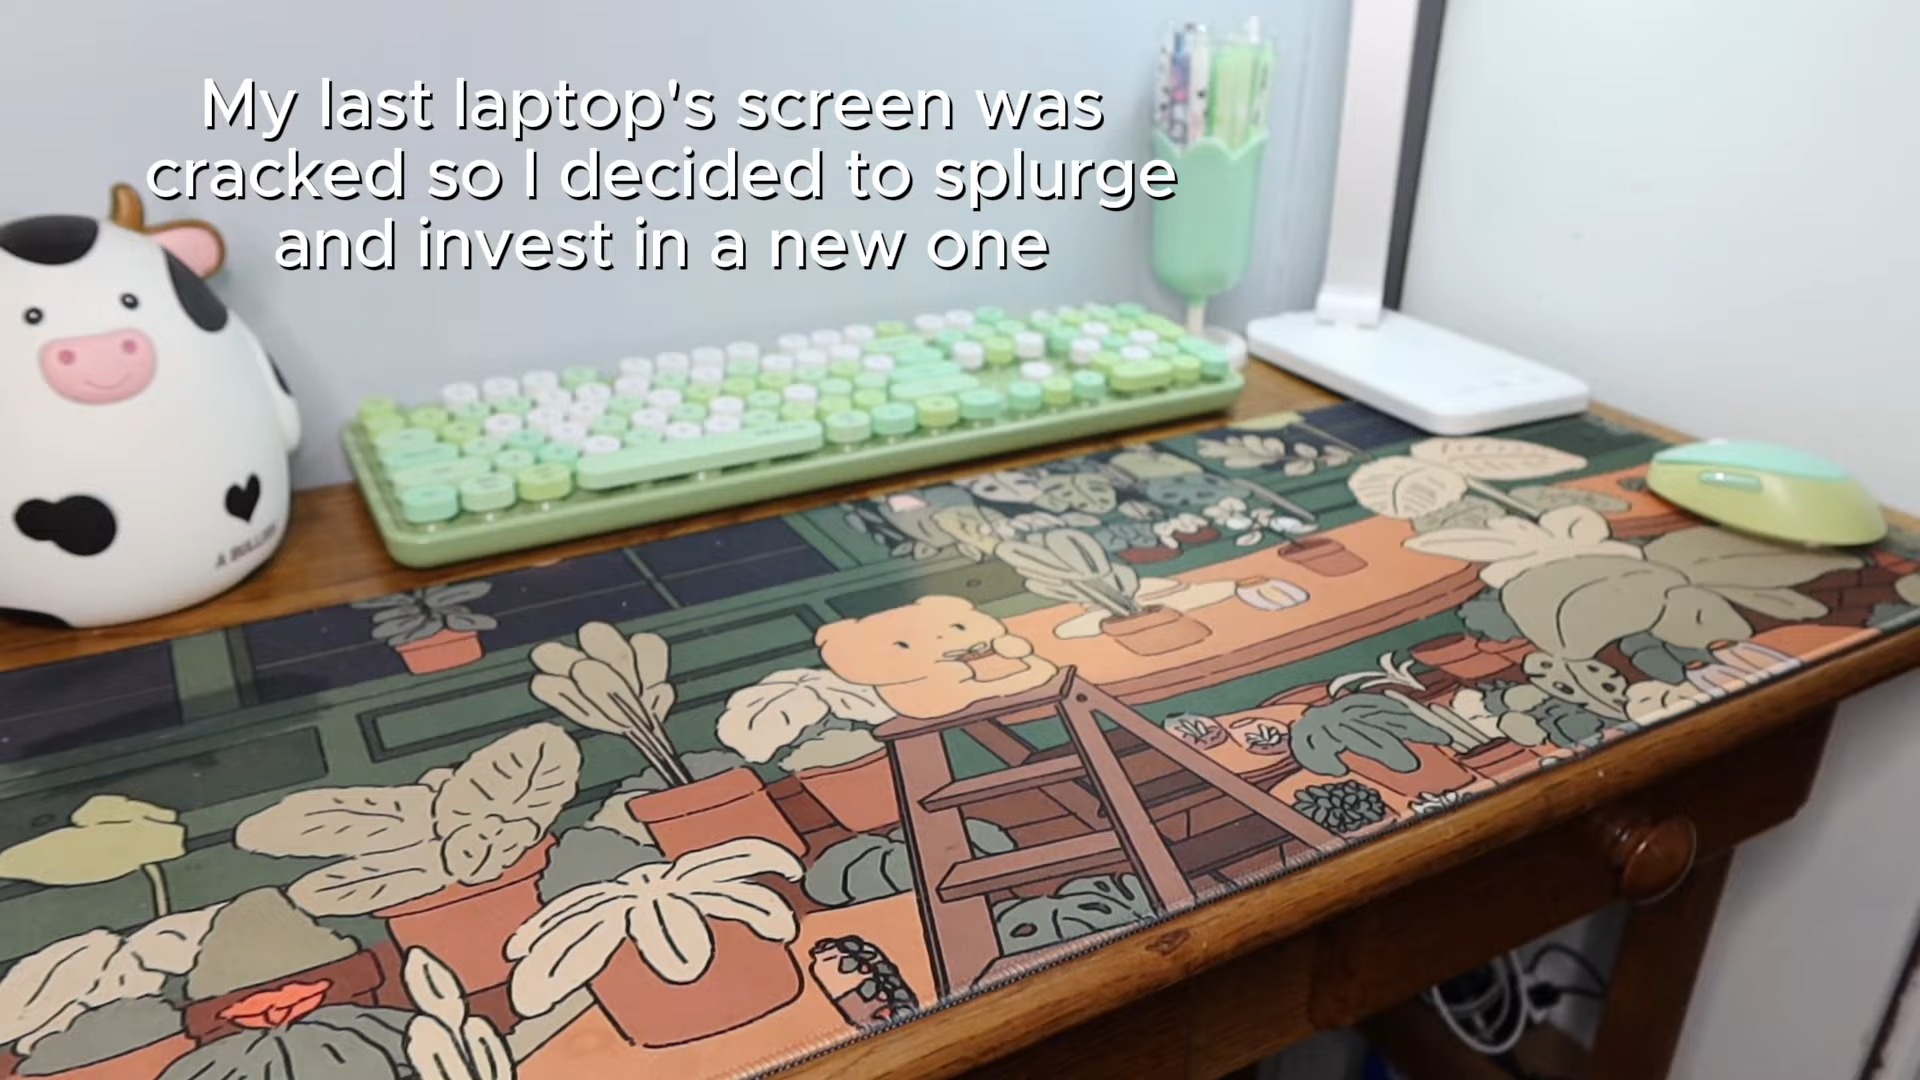 My last laptop's screen was
cracked so I decided to splurge
and invest in a new one